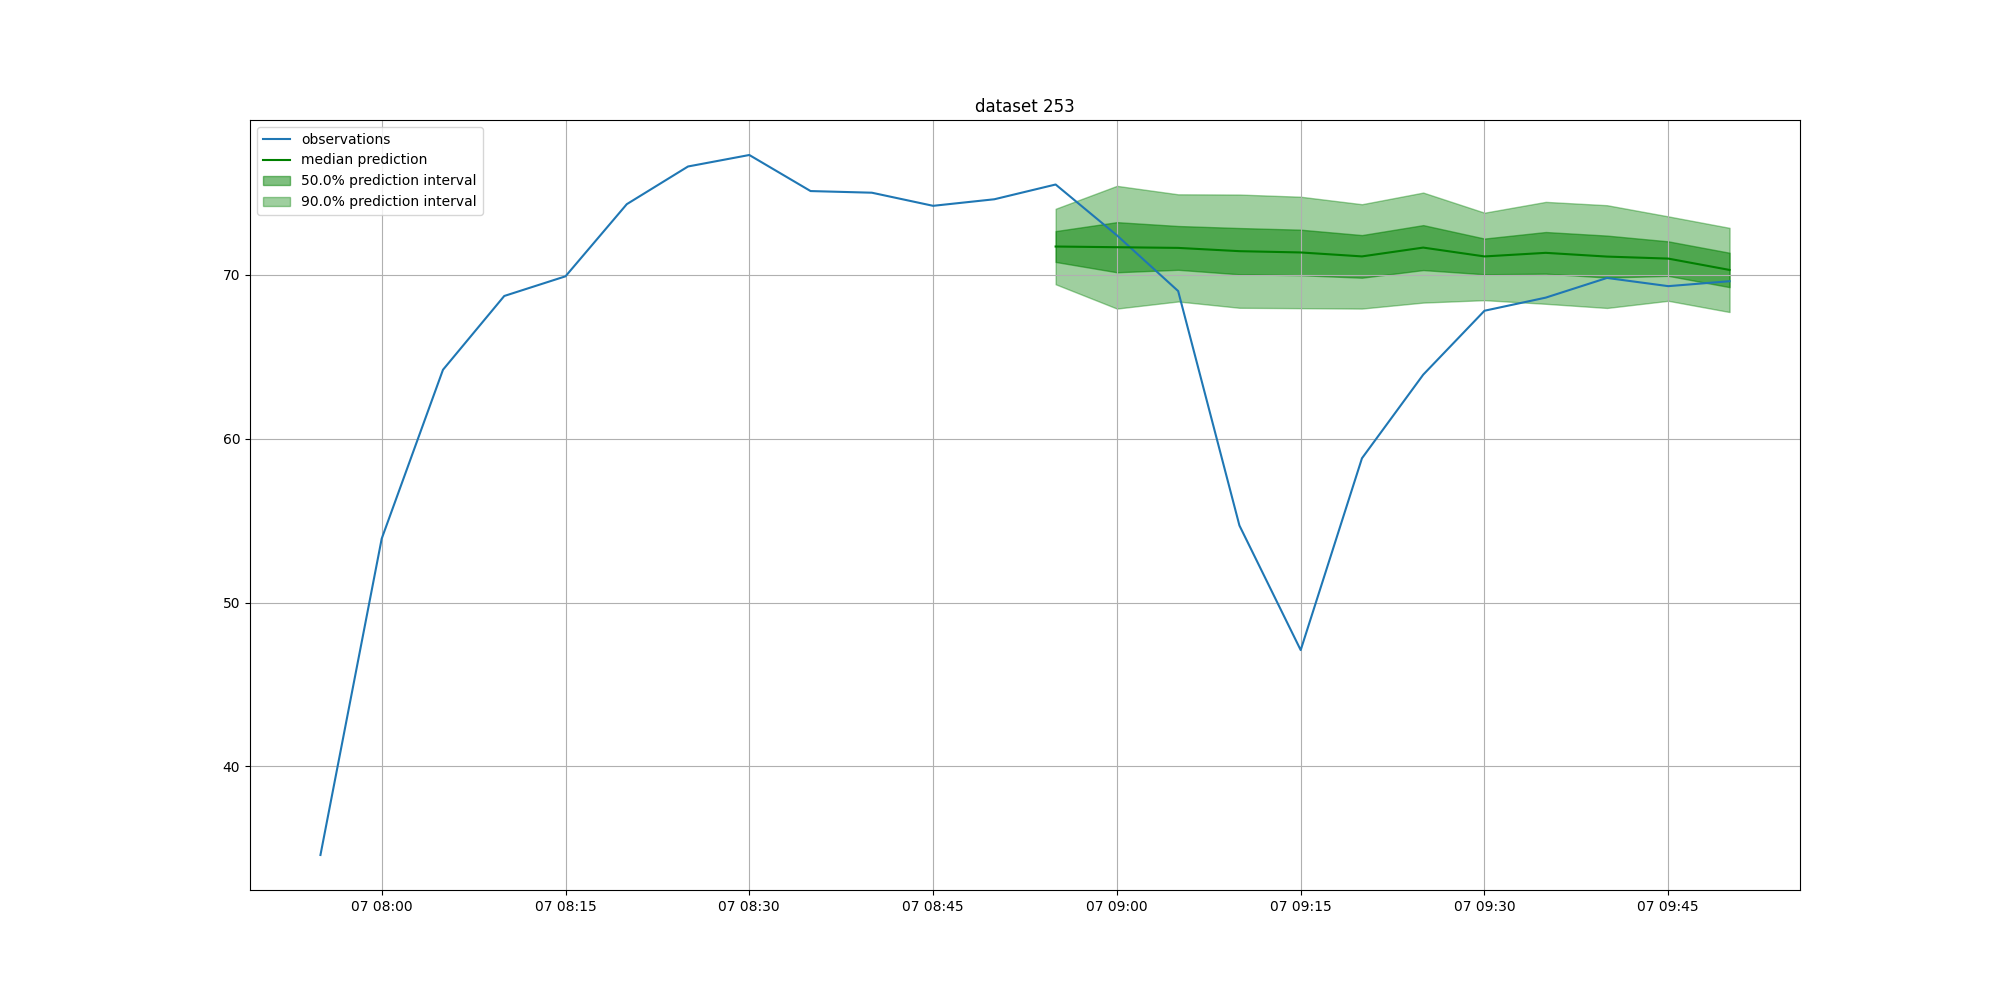 dataset 253
observations
median prediction
50.0% prediction interval
90.0% prediction interval
70
60
50
40
07 08:00 07 08:15 07 08:30 07 08:45 07 09:00 07 09:15 07 09:30 07 09:45